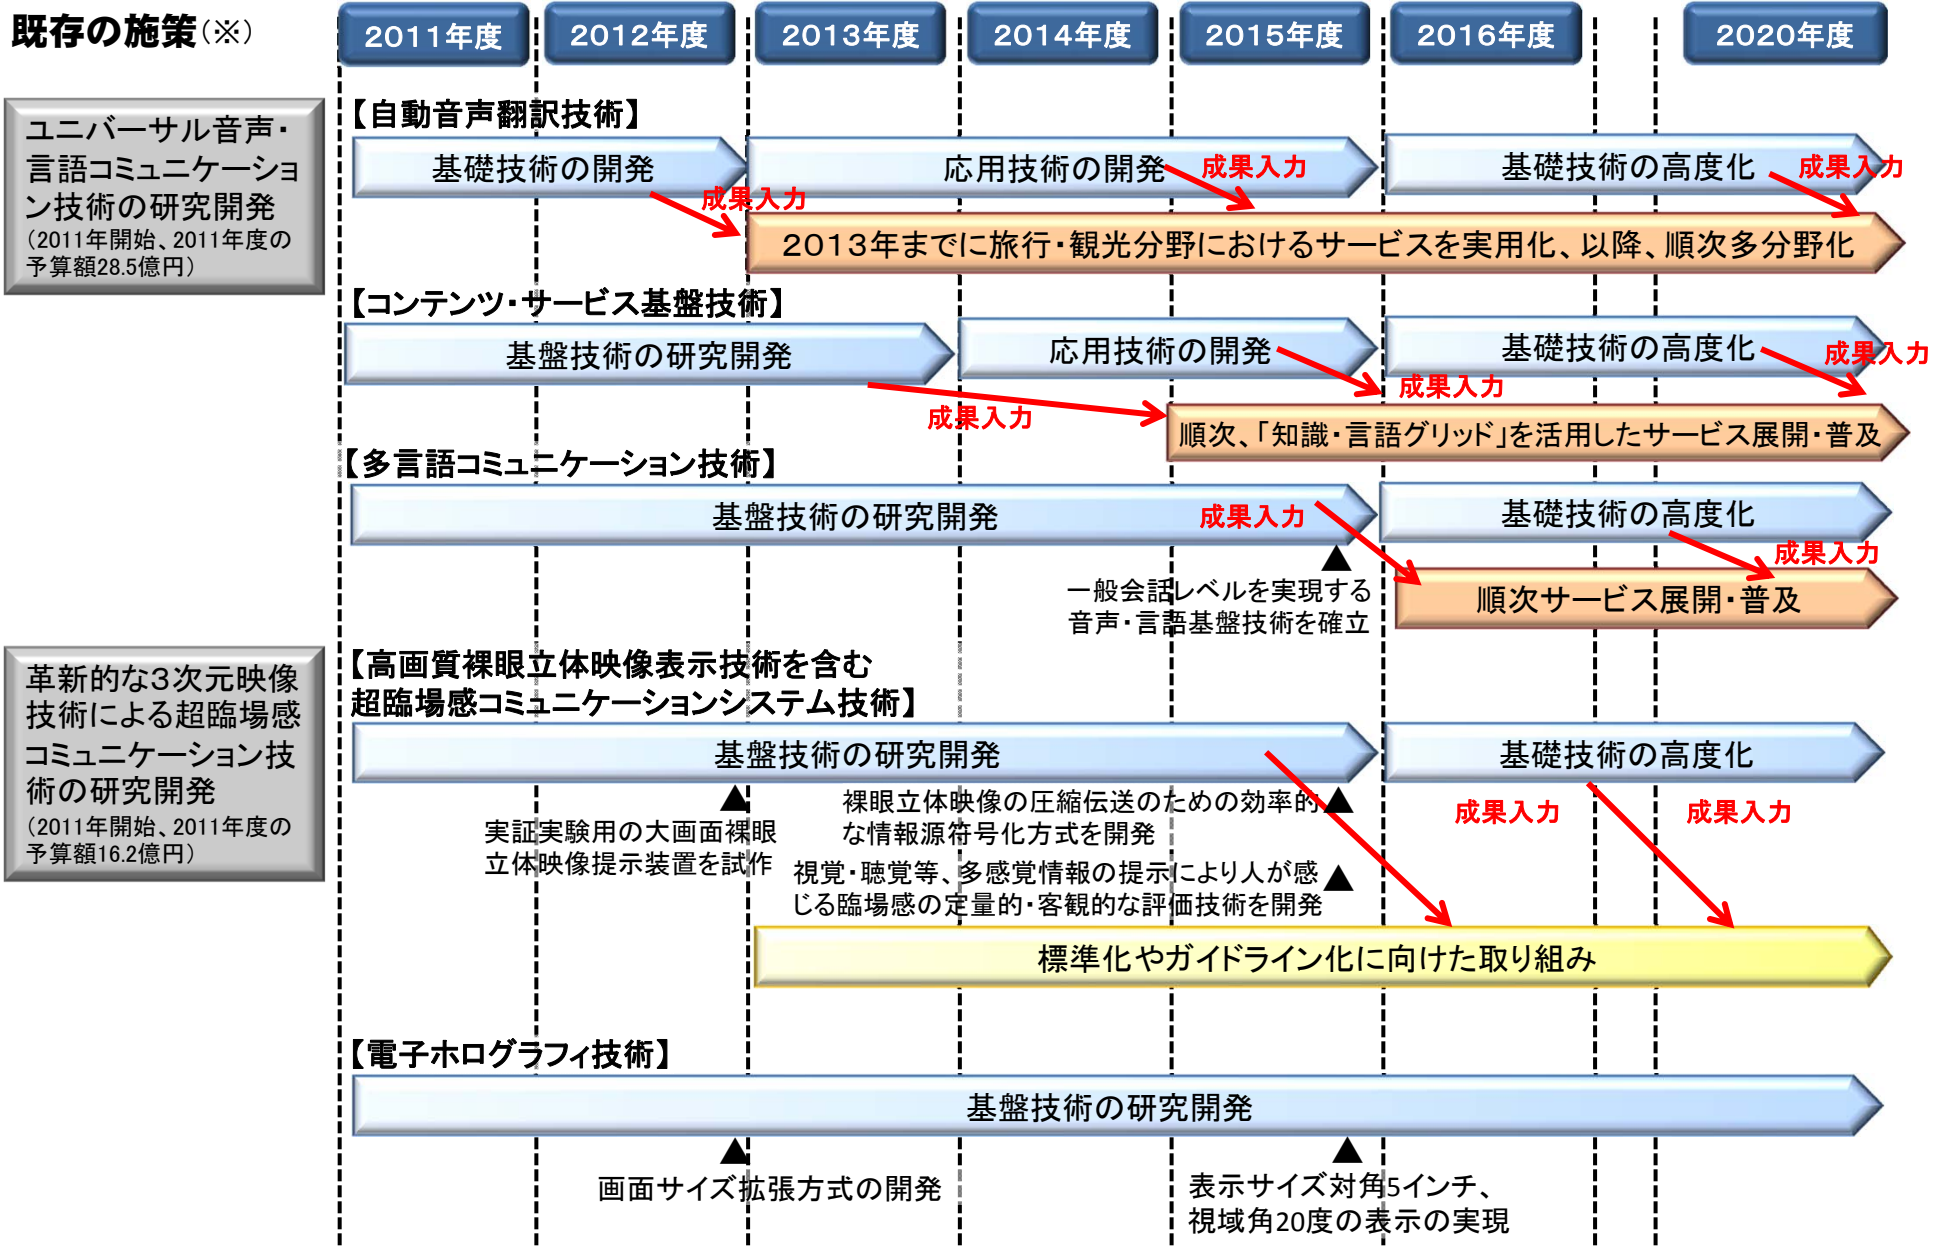 既存の施策(※)
2011年度
2012年度
2013年度
2014年度
2015年度
2016年度
2020年度
ユニバーサル音声・
言語コミュニケーショ
ン技術の研究開発
(2011年開始、2011年度の
予算額28.5億円)
【自動音声翻訳技術】
基礎技術の開発
成果入力
応用技術の開発
成果入力
基礎技術の高度化
成果入力
2013年までに旅行・観光分野におけるサービスを実用化、以降、順次多分野化
【コンテンツ・サービス基盤技術】
基盤技術の研究開発
成果入力
応用技術の開発
成果入力
基礎技術の高度化
成果入力
順次、「知識・言語グリッド」を活用したサービス展開・普及
【多言語コミュニケーション技術】
基盤技術の研究開発
成果入力
基礎技術の高度化
成果入力
▲
一般会話レベルを実現する
音声・言語基盤技術を確立
順次サービス展開・普及
革新的な3次元映像
技術による超臨場感
コミュニケーション技
術の研究開発
(2011年開始、2011年度の
予算額16.2億円)
【高画質裸眼立体映像表示技術を含む
超臨場感コミュニケーションシステム技術】
基盤技術の研究開発
基礎技術の高度化
▲
実証実験用の大画面裸眼
立体映像提示装置を試作
裸眼立体映像の圧縮伝送のための効率的▲
な情報源符号化方式を開発
成果入力
成果入力
視覚・聴覚等、多感覚情報の提示により人が感▲
じる臨場感の定量的・客観的な評価技術を開発
標準化やガイドライン化に向けた取り組み
【電子ホログラフィ技術】
基盤技術の研究開発
▲
画面サイズ拡張方式の開発
▲
表示サイズ対角5インチ、
視域角20度の表示の実現